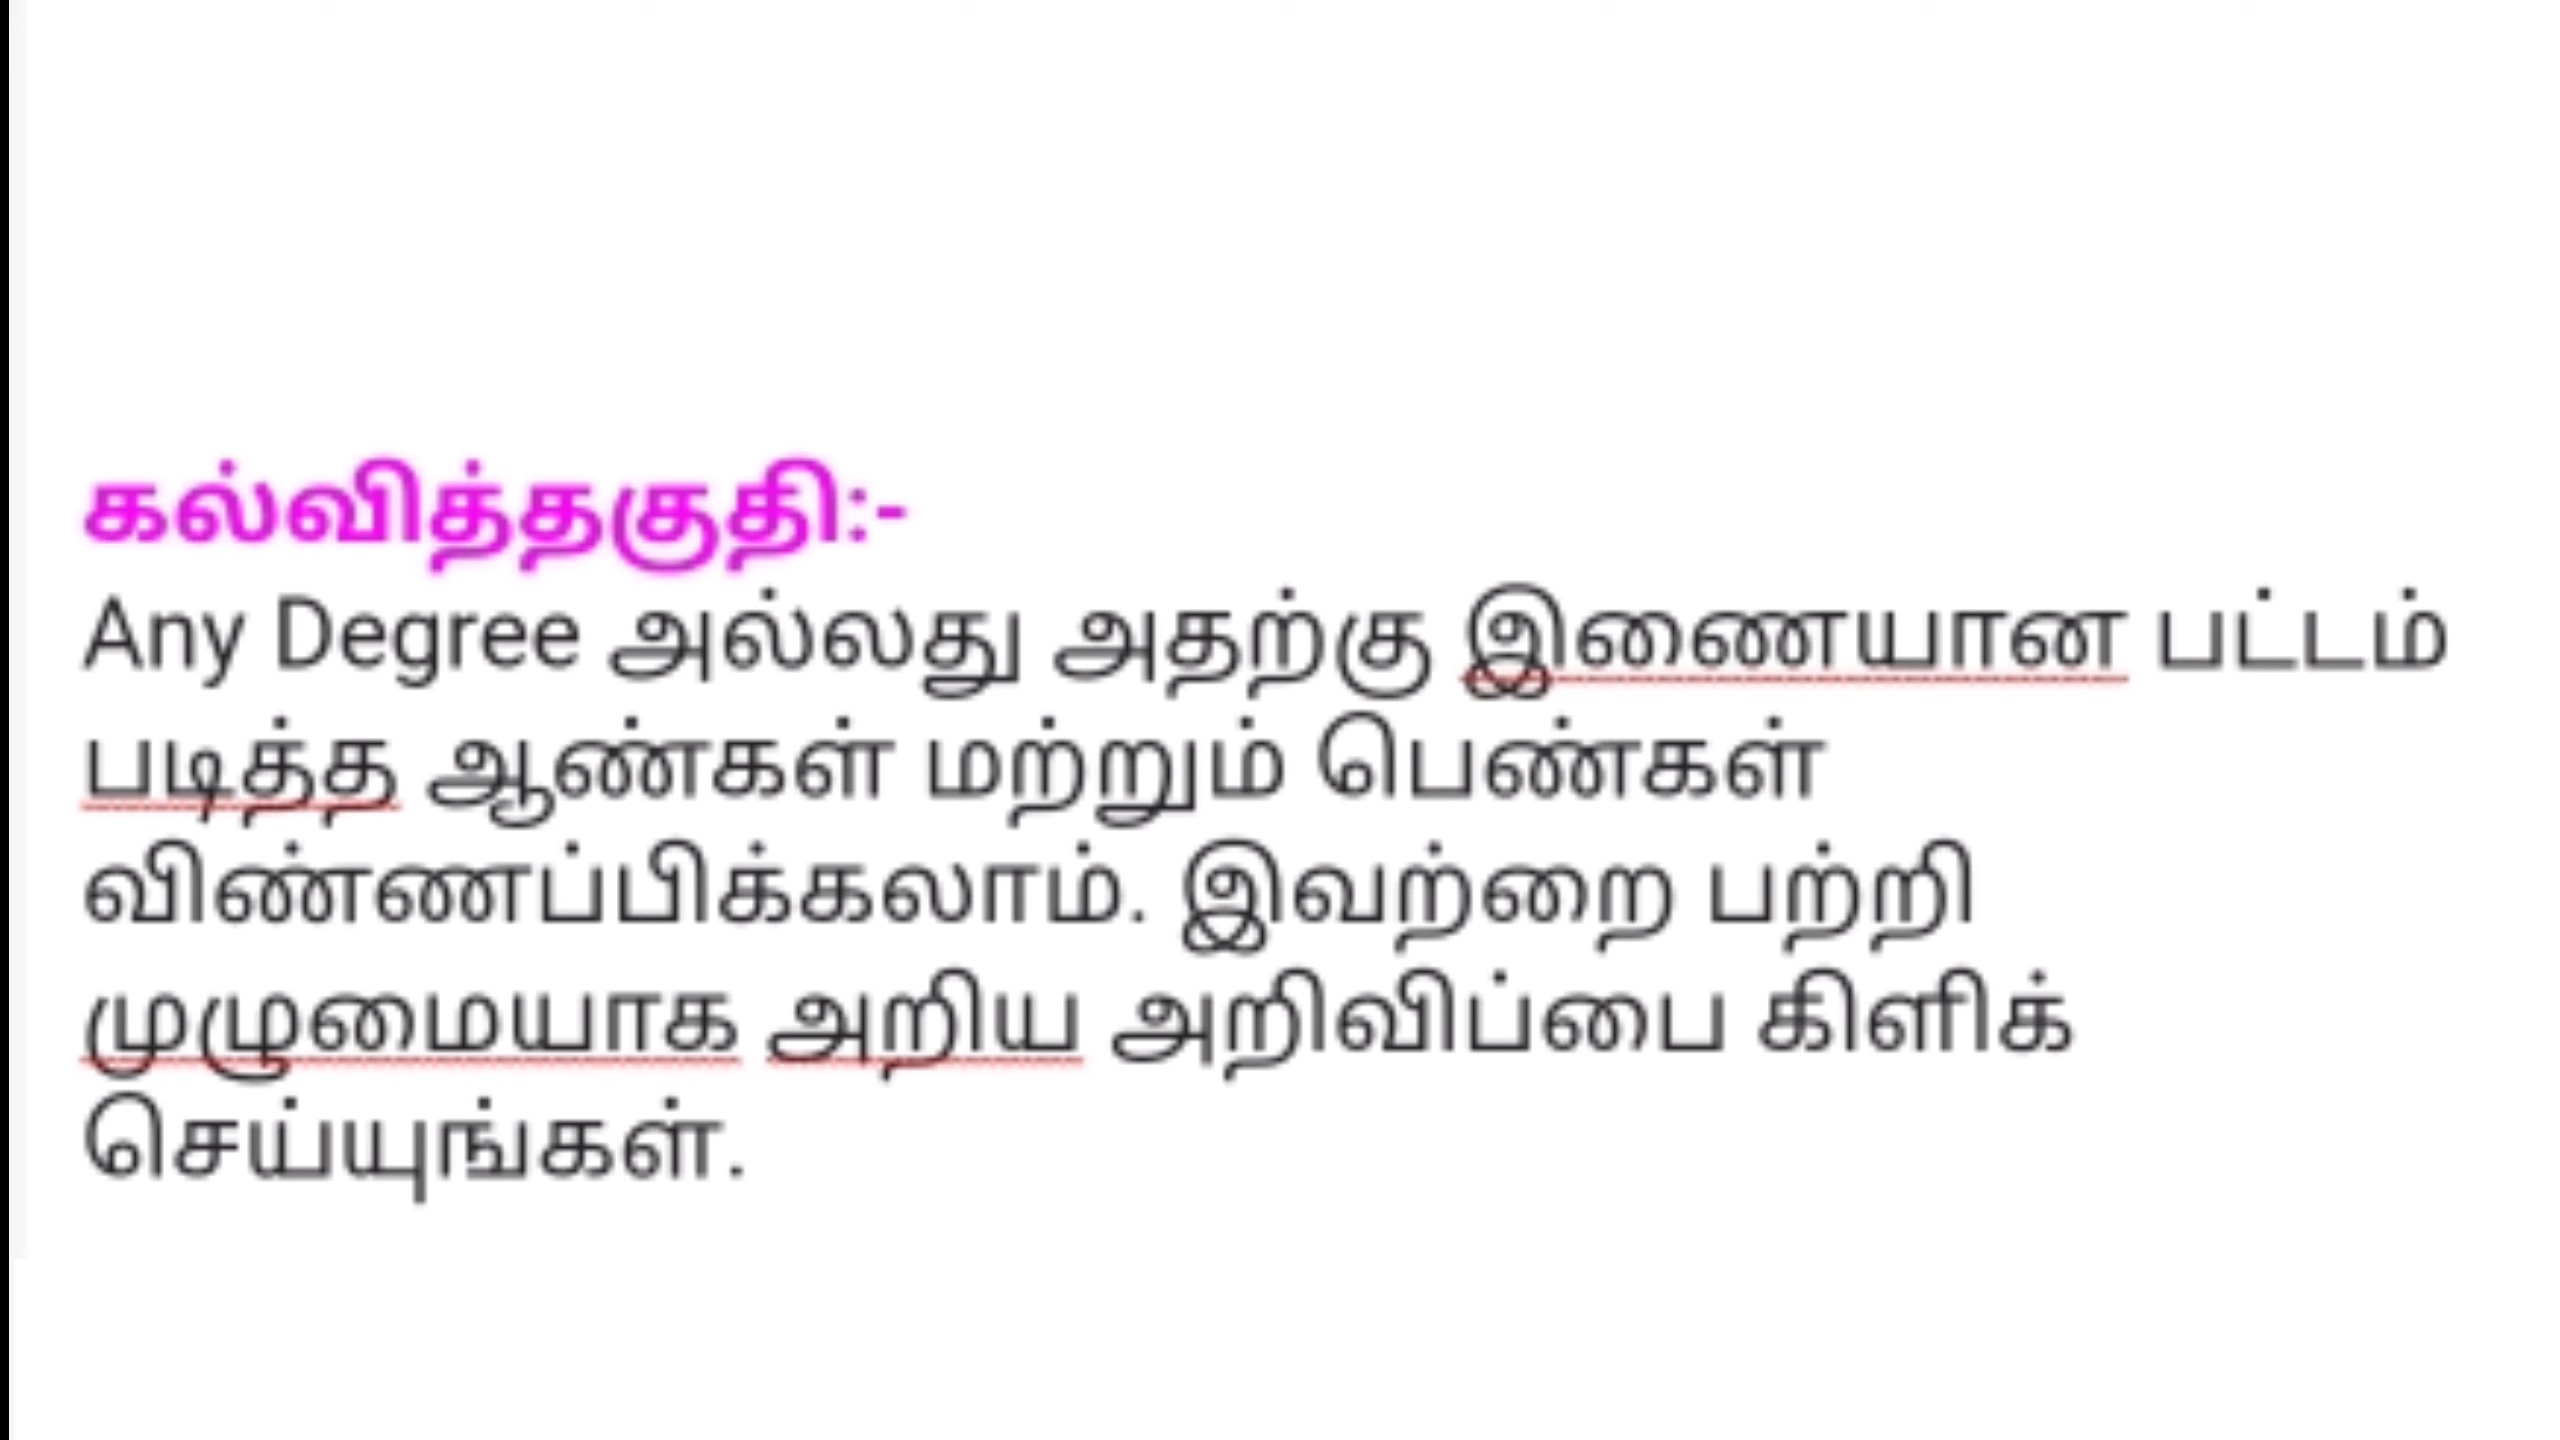 கல்வித்தகுதி:-
Any Degree அல்லது அதற்கு இணையான பட்டம்
படித்த ஆண்கள் மற்றும் பெண்கள்
விண்ணப்பிக்கலாம். இவற்றை பற்றி
முழுமையாக அறிய அறிவிப்பை கிளிக்
செய்யுங்கள்.